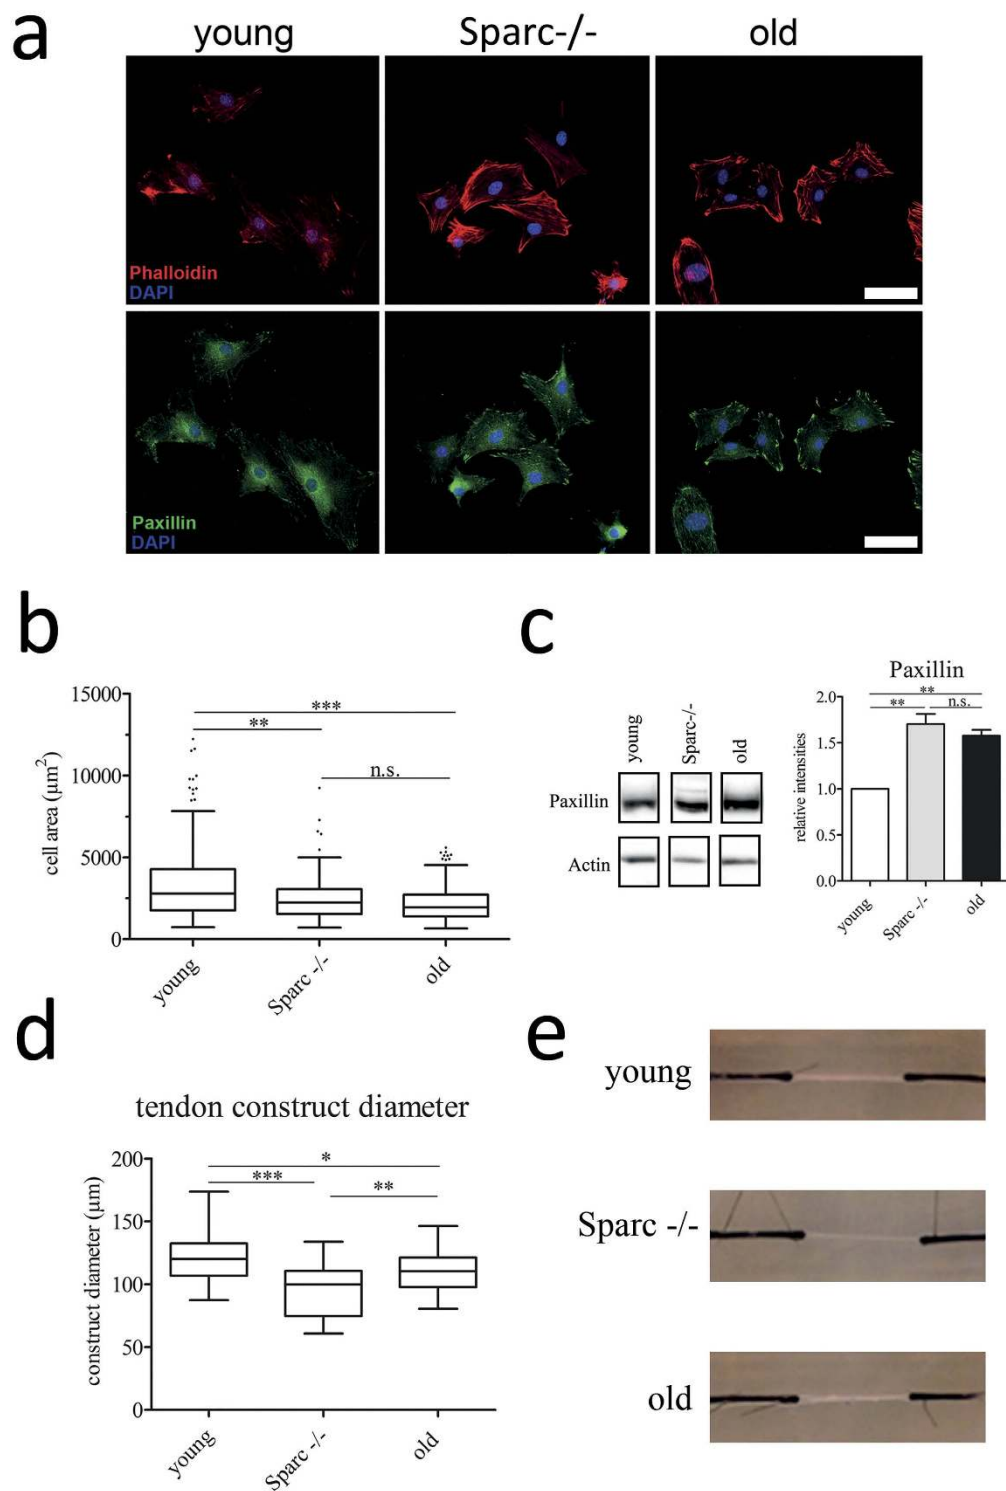 a
young Sparc-/- old
Phalloidin
DAPI
Paxillin
DAPI
b
15000
10000
5000
0
cell area (µm²)
***
**
n.s.
young Sparc -/- old
c
young Sparc-/- old
Paxillin
Actin
Paxillin
2.0
1.5
1.0
0.5
0.0
relative intensities
**
**
n.s.
young Sparc -/- old
d
tendon construct diameter
200
150
100
50
0
construct diameter (µm)
*
***
**
young Sparc -/- old
e
young
Sparc -/-
old